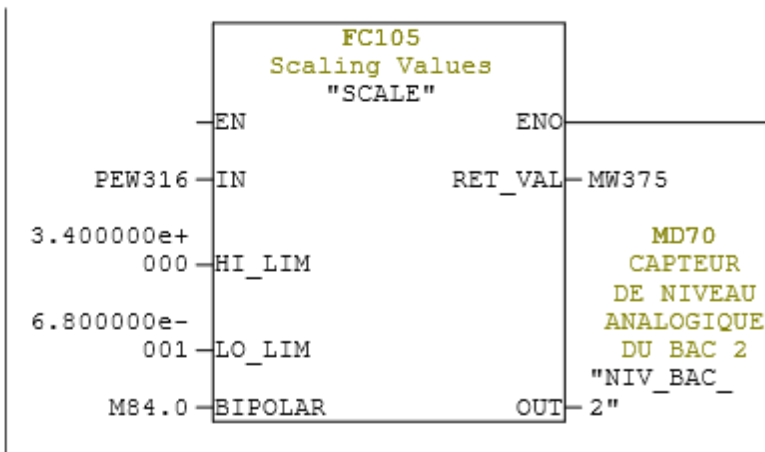 FC105
Scaling Values
"SCALE"
EN
ENO
PEW316
IN
RET_VAL
MW375
3.400000e+
000
HI_LIM
MD70
CAPTEUR
DE NIVEAU
6.800000e-
ANALOGIQUE
001
LO_LIM
DU BAC 2
"NIV_BAC_
M84.0
BIPOLAR
OUT
2"